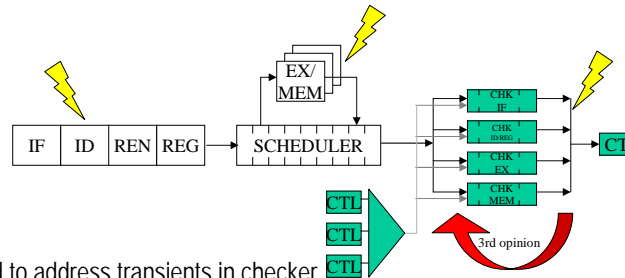 EX/
MEM
IF ID REN REG
SCHEDULER
CHK
IF
CHK
ID/REG
CHK
EX
CHK
MEM
CT
CTL
CTL
CTL
3rd opinion
to address transients in checker